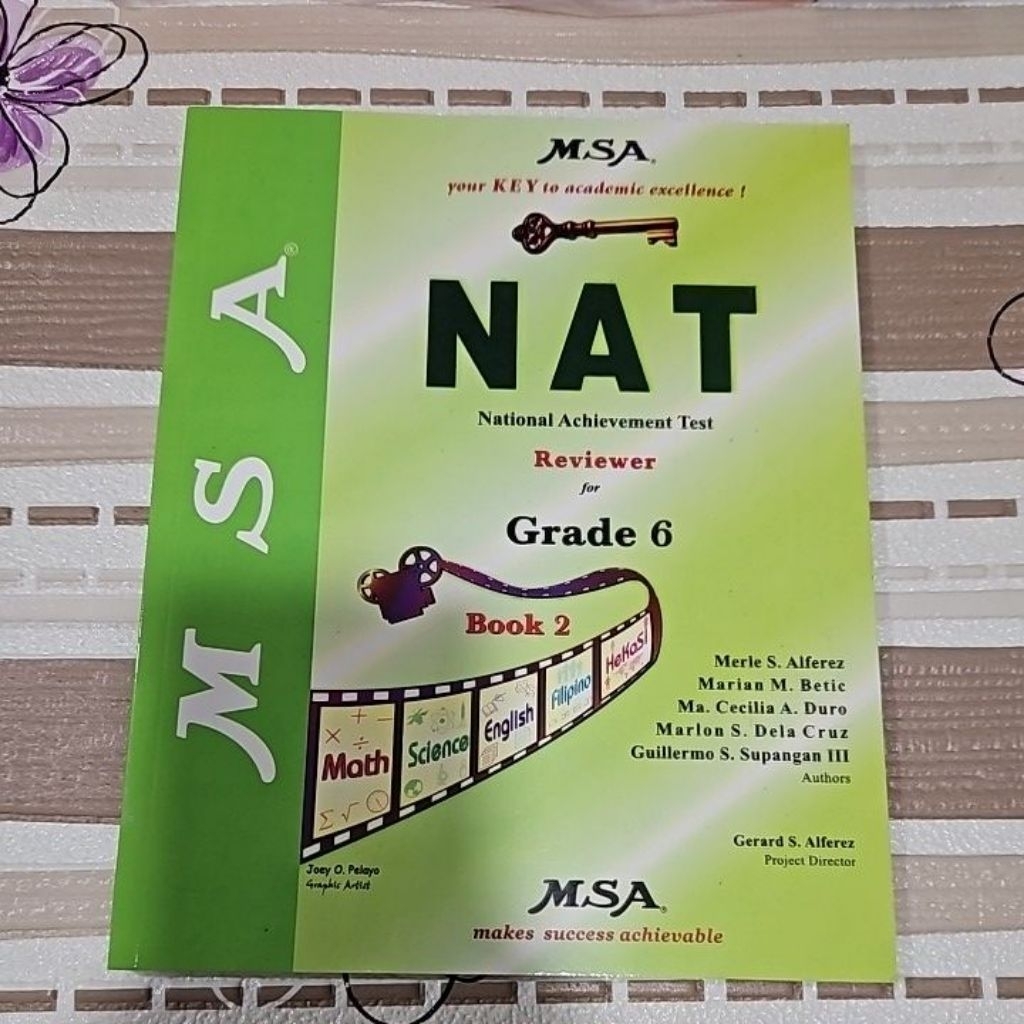 MSA®
MSA®
your KEY to academic excellence !
NAT
National Achievement Test
Reviewer
for
Grade 6
Book 2
Math
Science
English
Filipino
HeKaSi
Merle S. Alferez
Marian M. Betic
Ma. Cecilia A. Duro
Marlon S. Dela Cruz
Guillermo S. Supangan III
Authors
Gerard S. Alferez
Project Director
Joey O. Pelayo
Graphic Artist
MSA®
makes success achievable